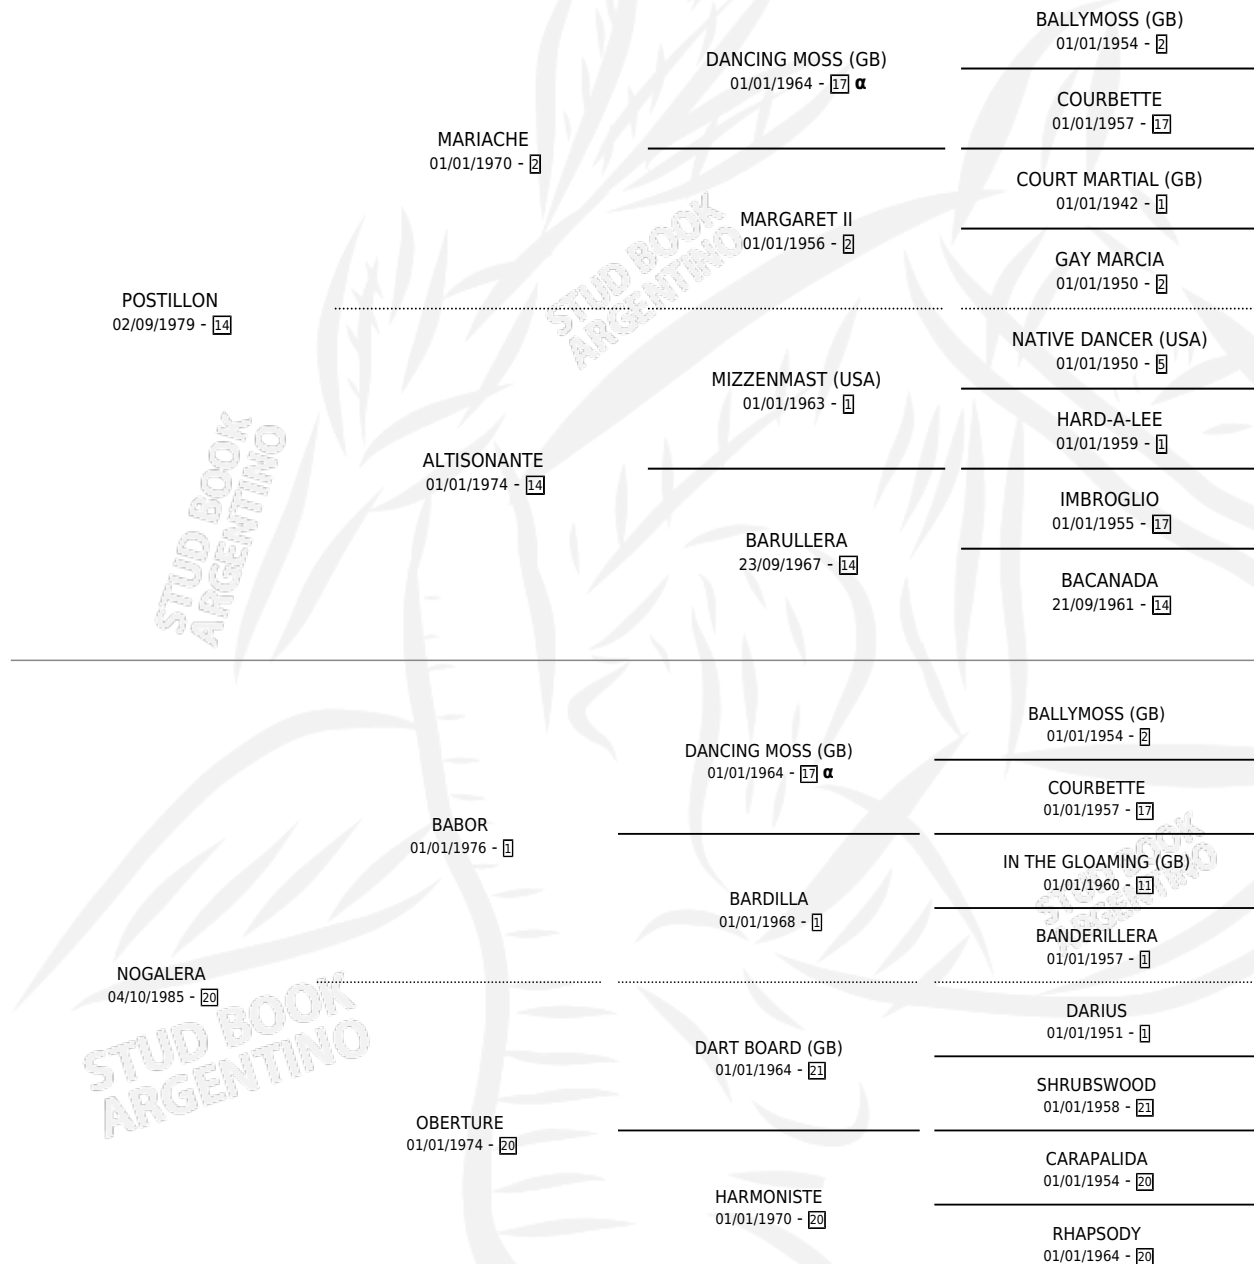 POSTILLON
02/09/1979 - 14
MARIACHE
01/01/1970 - 2
DANCING MOSS (GB)
01/01/1964 - 17 α
BALLYMOSS (GB)
01/01/1954 - 2
COURBETTE
01/01/1957 - 17
MARGARET II
01/01/1956 - 2
COURT MARTIAL (GB)
01/01/1942 - 1
GAY MARCIA
01/01/1950 - 2
ALTISONANTE
01/01/1974 - 14
MIZZENMAST (USA)
01/01/1963 - 1
NATIVE DANCER (USA)
01/01/1950 - 5
HARD-A-LEE
01/01/1959 - 1
BARULLERA
23/09/1967 - 14
IMBROGLIO
01/01/1955 - 17
BACANADA
21/09/1961 - 14
NOGALERA
04/10/1985 - 20
BABOR
01/01/1976 - 1
DANCING MOSS (GB)
01/01/1964 - 17 α
BALLYMOSS (GB)
01/01/1954 - 2
COURBETTE
01/01/1957 - 17
BARDILLA
01/01/1968 - 1
IN THE GLOAMING (GB)
01/01/1960 - 11
BANDERILLERA
01/01/1957 - 1
OBERTURE
01/01/1974 - 20
DART BOARD (GB)
01/01/1964 - 21
DARIUS
01/01/1951 - 1
SHRUBSWOOD
01/01/1958 - 21
HARMONISTE
01/01/1970 - 20
CARAPALIDA
01/01/1954 - 20
RHAPSODY
01/01/1964 - 20
STUD BOOK
ARGENTINO
STUD BOOK
ARGENTINO
STUD BOOK
ARGENTINO
STUD BOOK
ARGENTINO